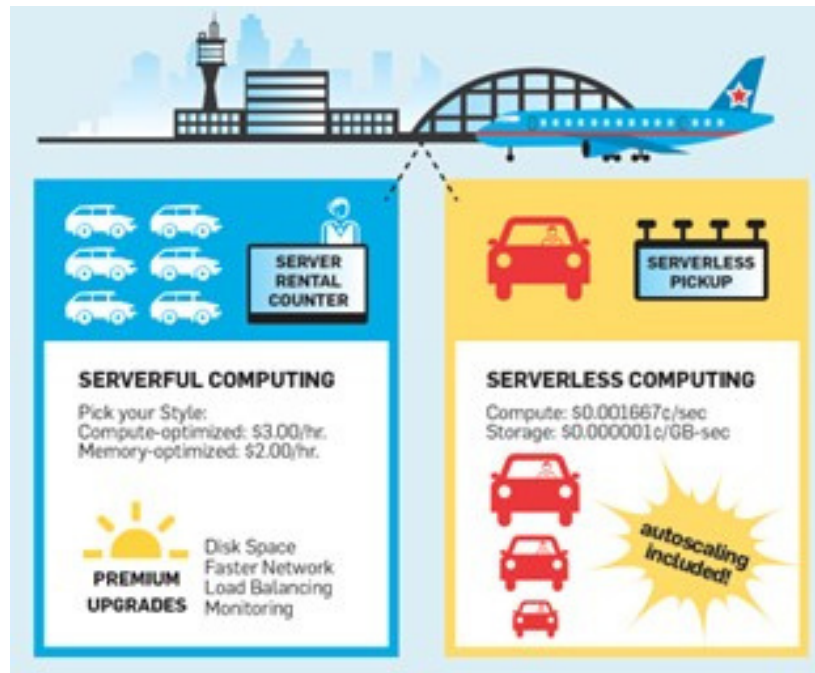 SERVER
RENTAL
COUNTER
SERVERFUL COMPUTING
Pick your Style:
Compute-optimized: $3.00/hr.
Memory-optimized: $2.00/hr.
PREMIUM
UPGRADES
Disk Space
Faster Network
Load Balancing
Monitoring
SERVERLESS
PICKUP
SERVERLESS COMPUTING
Compute: $0.001667¢/sec
Storage: $0.000001¢/GB-sec
autoscaling
included!